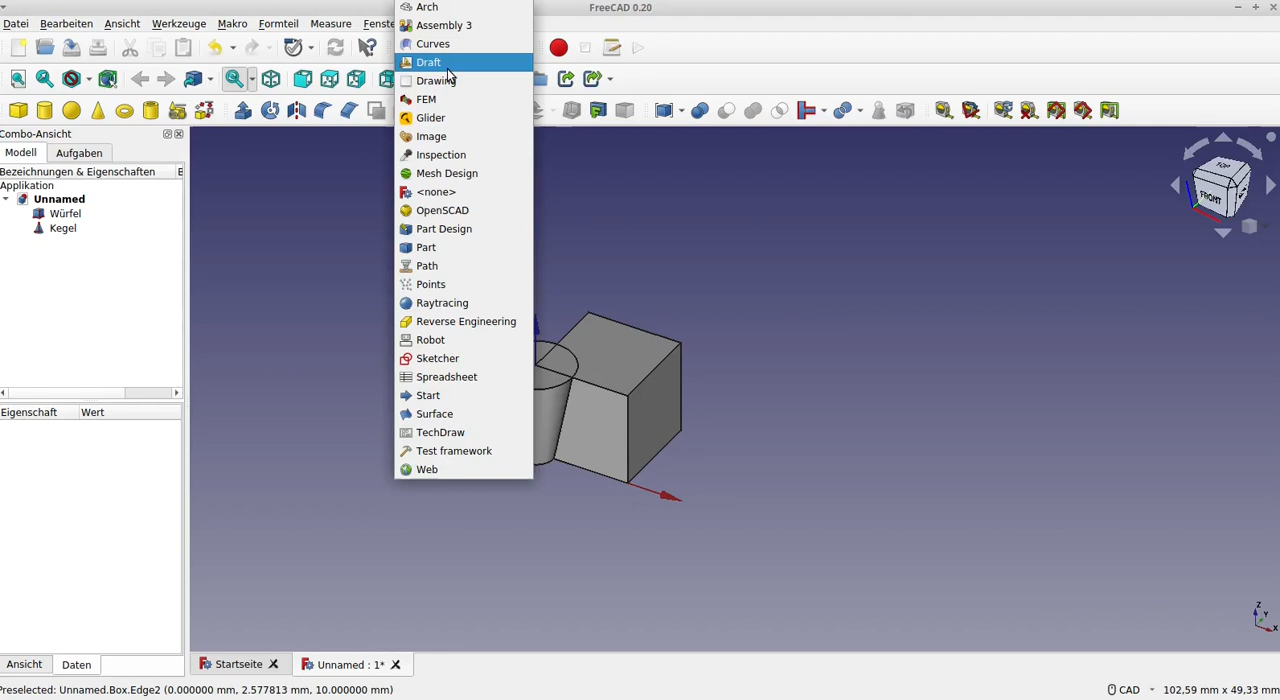 FreeCAD 0.20
Datei Bearbeiten Ansicht Werkzeuge Makro Formteil Measure Fenste
Arch
Assembly 3
Curves
Draft
Drawing
FEM
Glider
Image
Inspection
Mesh Design
<none>
OpenSCAD
Part Design
Part
Path
Points
Raytracing
Reverse Engineering
Robot
Sketcher
Spreadsheet
Start
Surface
TechDraw
Test framework
Web
Combo-Ansicht
Modell Aufgaben
Bezeichnungen & Eigenschaften E
Applikation
Unnamed
Würfel
Kegel
Eigenschaft Wert
Ansicht Daten
TOP
FRONT
Z
Y
X
Startseite Unnamed : 1*
Preselected: Unnamed.Box.Edge2 (0.000000 mm, 2.577813 mm, 10.000000 mm) CAD 102,59 mm x 49,33 mm